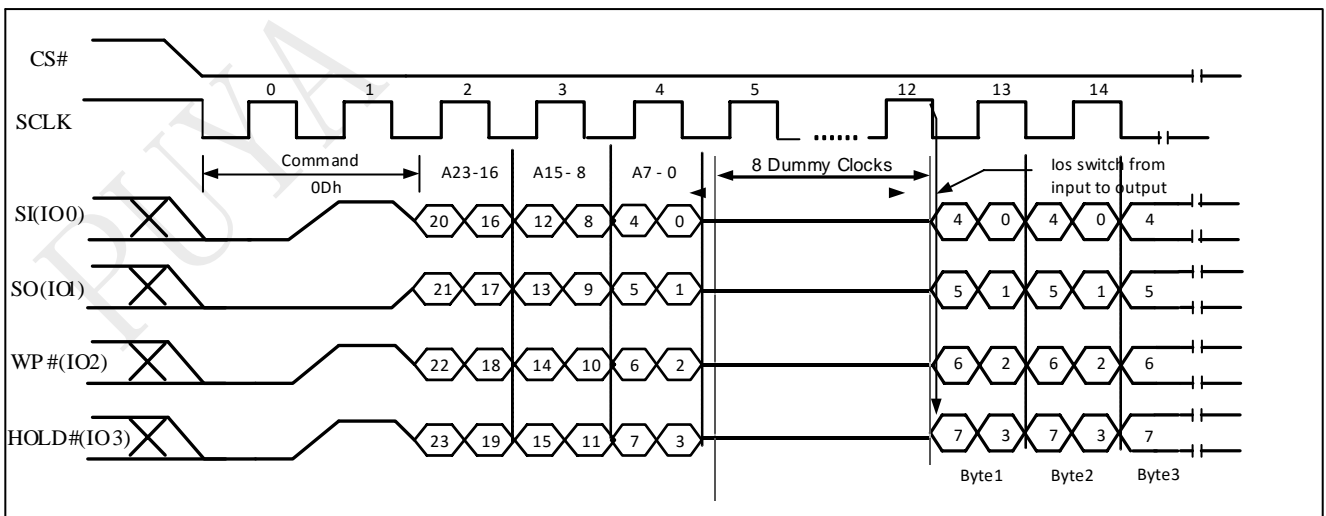 PUYA
CS#
0 1 2 3 4 5 12 13 14
SCLK
Command
0Dh
A23-16 A15-8 A7-0
8 Dummy Clocks
Ios switch from
input to output
SI(IO0) 20 16 12 8 4 0 4 0 4 0 4
SO(IO1) 21 17 13 9 5 1 5 1 5 1 5
WP#(IO2) 22 18 14 10 6 2 6 2 6 2 6
HOLD#(IO3) 23 19 15 11 7 3 7 3 7 3 7
Byte1 Byte2 Byte3